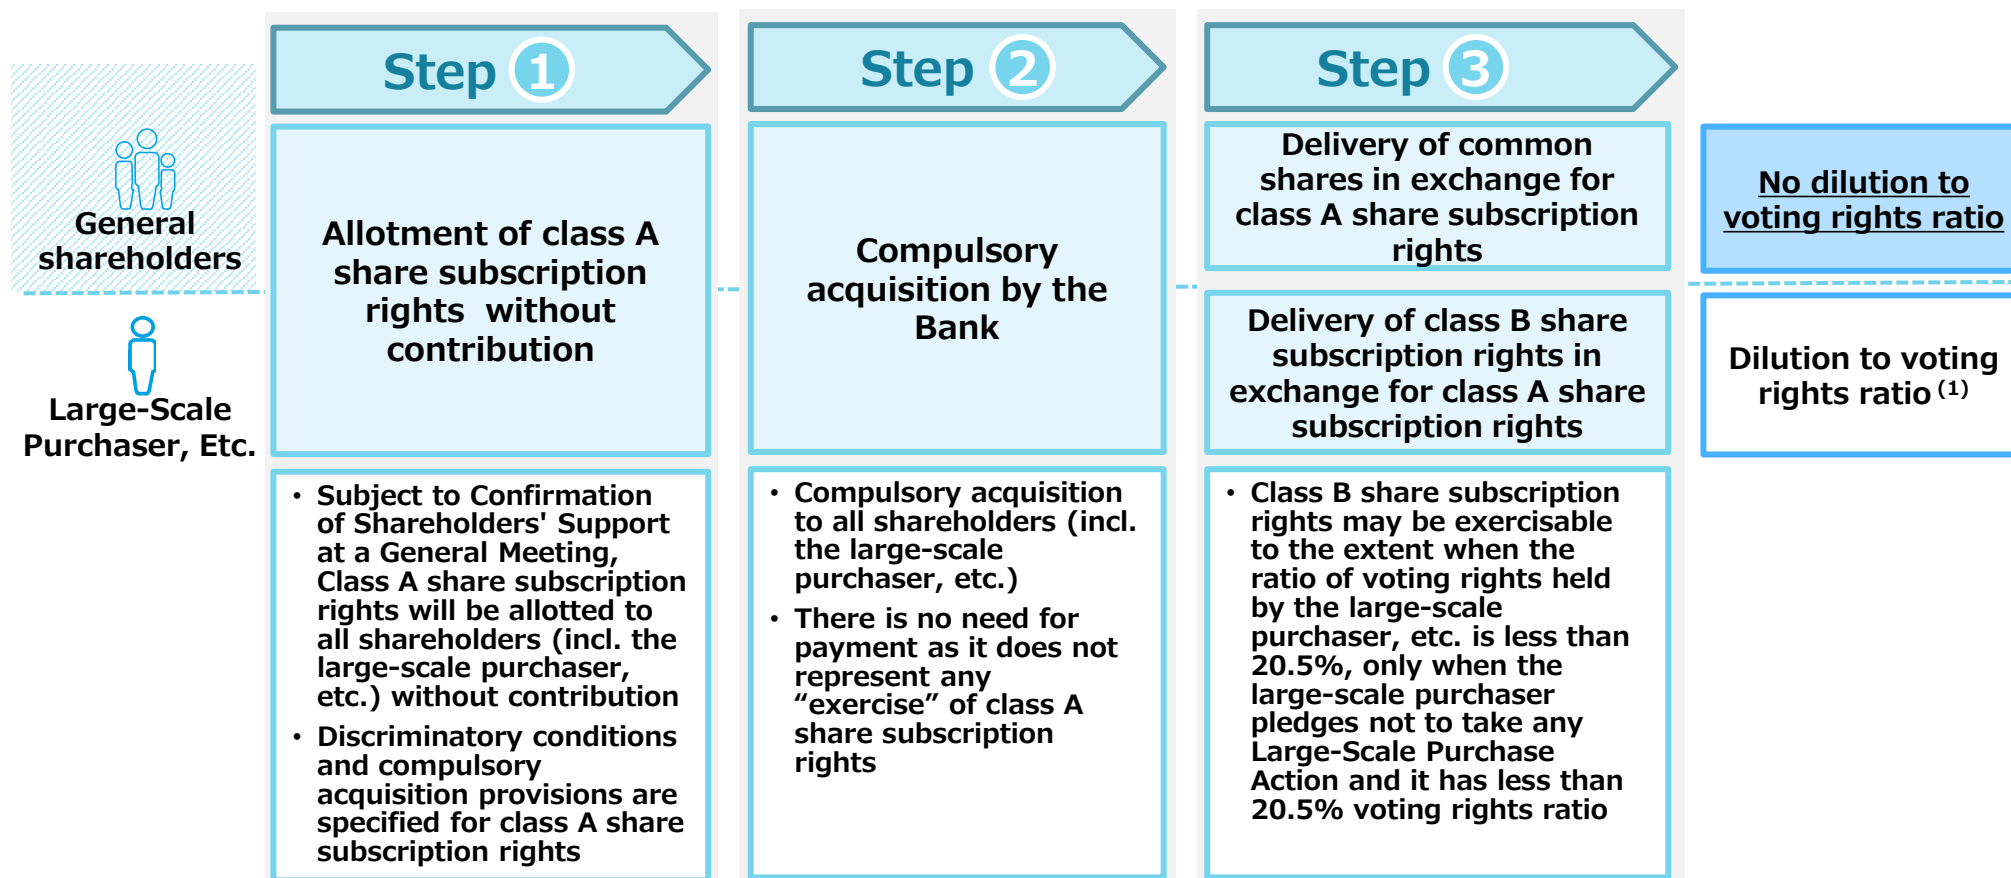 General
shareholders
Large-Scale
Purchaser, Etc.
Step 1
Allotment of class A
share subscription
rights without
contribution
• Subject to Confirmation
of Shareholders' Support
at a General Meeting,
Class A share subscription
rights will be allotted to
all shareholders (incl. the
large-scale purchaser,
etc.) without contribution
• Discriminatory conditions
and compulsory
acquisition provisions are
specified for class A share
subscription rights
Step 2
Compulsory
acquisition by the
Bank
• Compulsory acquisition
to all shareholders (incl.
the large-scale
purchaser, etc.)
• There is no need for
payment as it does not
represent any
“exercise” of class A
share subscription
rights
Step 3
Delivery of common
shares in exchange for
class A share subscription
rights
Delivery of class B share
subscription rights in
exchange for class A share
subscription rights
• Class B share subscription
rights may be exercisable
to the extent when the
ratio of voting rights held
by the large-scale
purchaser, etc. is less than
20.5%, only when the
large-scale purchaser
pledges not to take any
Large-Scale Purchase
Action and it has less than
20.5% voting rights ratio
No dilution to
voting rights ratio
Dilution to voting
rights ratio (1)